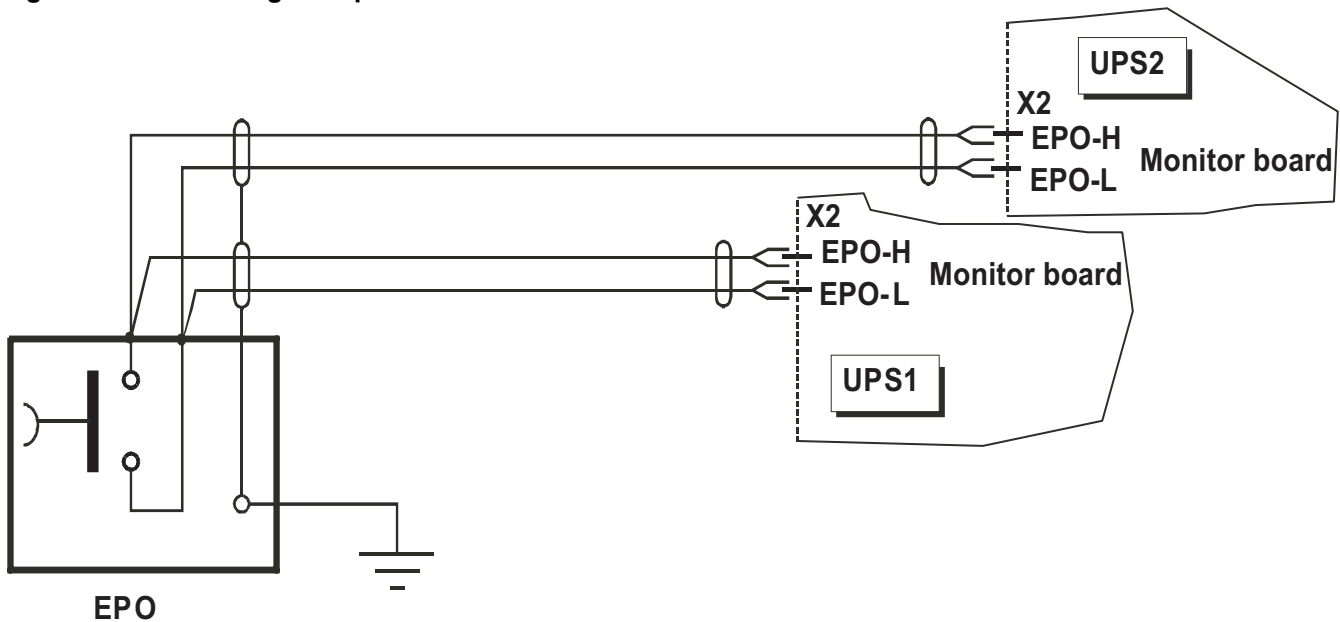 UPS2
X2
EPO-H
Monitor board
EPO-L
X2
EPO-H
Monitor board
EPO-L
UPS1
EPO